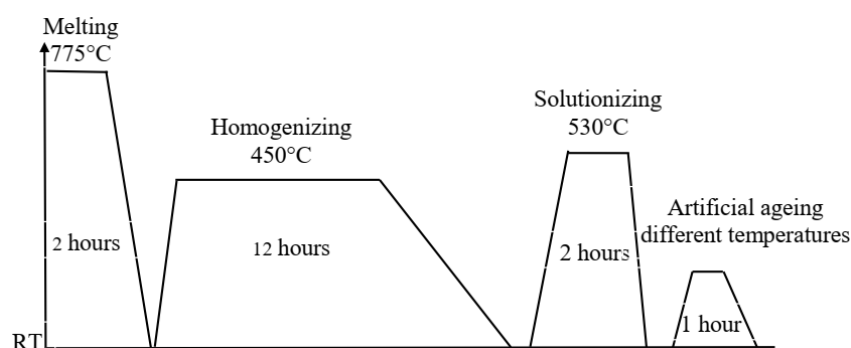 Melting
775°C
Homogenizing
450°C
Solutionizing
530°C
Artificial ageing
different temperatures
2 hours
12 hours
2 hours
1 hour
RT